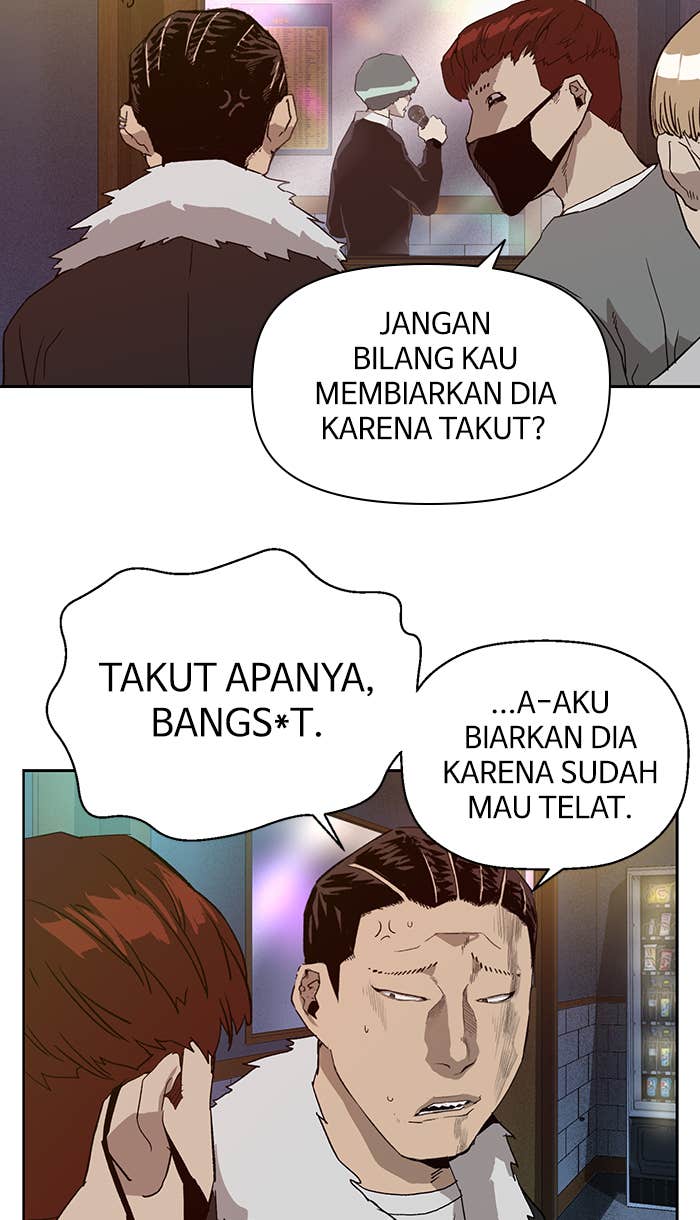 JANGAN
BILANG KAU
MEMBIARKAN DIA
KARENA TAKUT?
TAKUT APANYA,
BANGS*T.
...A-AKU
BIARKAN DIA
KARENA SUDAH
MAU TELAT.